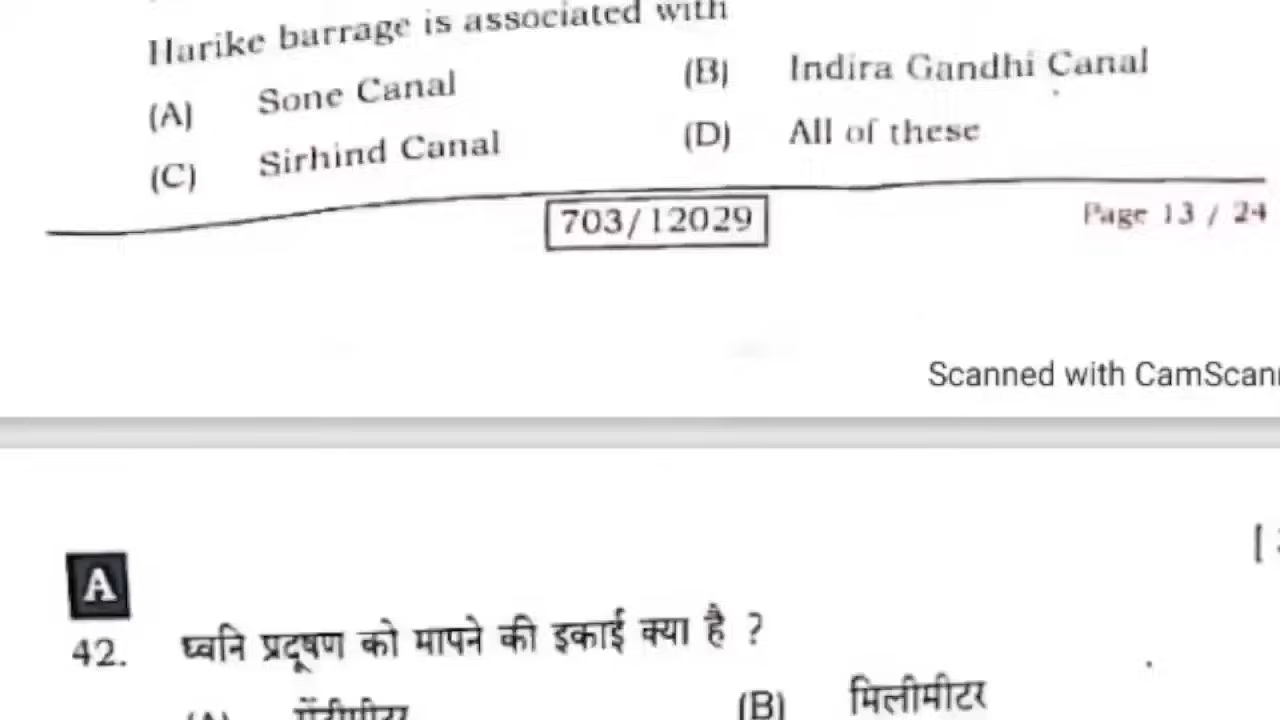 Harike barrage is associated with
(A) Sone Canal (B) Indira Gandhi Canal
(C) Sirhind Canal (D) All of these
703/12029 Page 13 / 24
Scanned with CamScan
A [
42. ध्वनि प्रदूषण को मापने की इकाई क्या है ?
(A) (B) मिलीमीटर